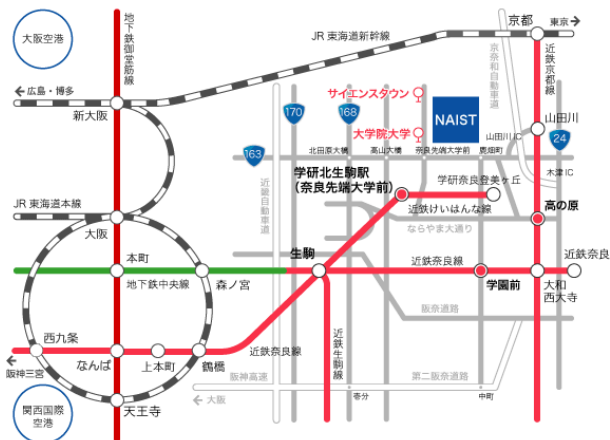 大阪空港
地下鉄御堂筋線
JR 東海道新幹線
京都
東京
近鉄京都線
京奈和自動車道
広島・博多
新大阪
170
168
サイエンスタウン
大学院大学
NAIST
山田川
山田川IC
24
163
北田原大橋
高山大橋
奈良先端大学前
鹿畑町
木津IC
近畿自動車道
学研北生駒駅
(奈良先端大学前)
学研奈良登美ヶ丘
近鉄けいはんな線
ならやま大通り
高の原
JR 東海道本線
大阪
本町
地下鉄中央線
森ノ宮
生駒
近鉄奈良線
学園前
大和
西大寺
近鉄奈良
阪奈道路
西九条
阪神三宮
なんば
上本町
鶴橋
近鉄奈良線
近鉄生駒線
阪神高速
第二阪奈道路
大阪
壱分
中町
天王寺
関西国際
空港